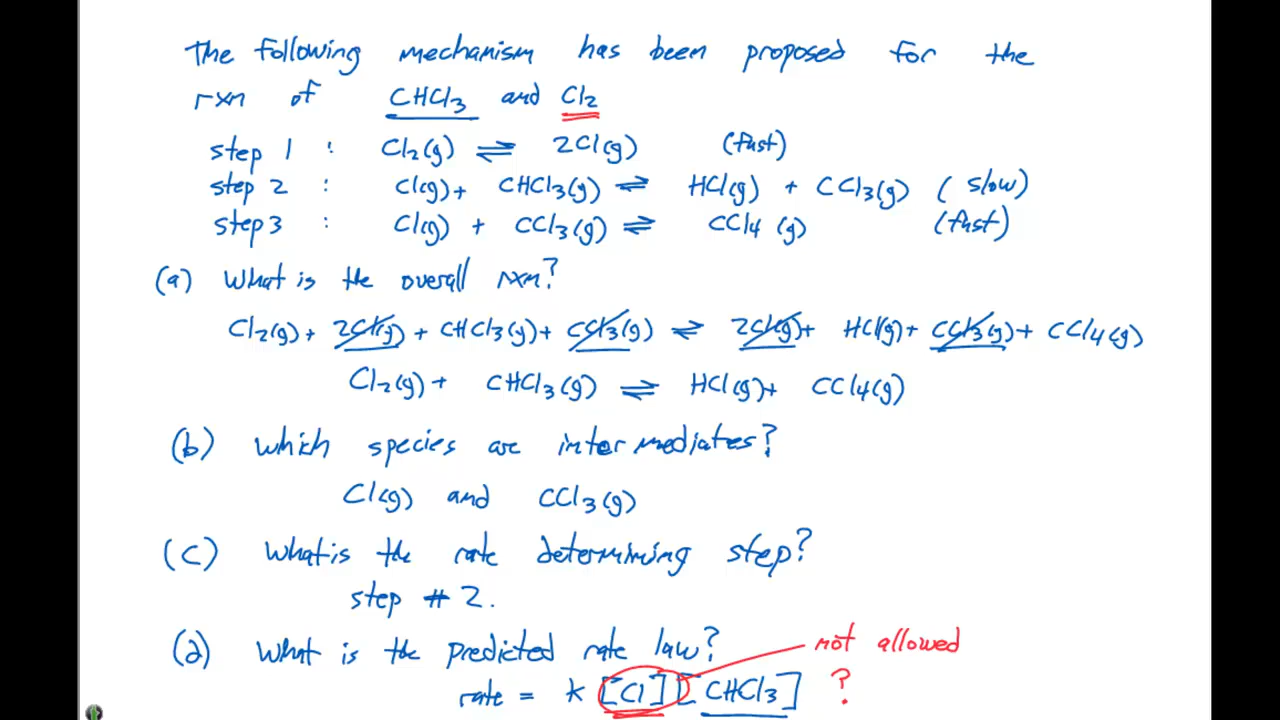 The following mechanism has been proposed for the
rxn of CHCl3 and Cl2
step 1 : Cl2(g) ⇌ 2Cl(g) (fast)
step 2 : Cl(g) + CHCl3(g) ⇌ HCl(g) + CCl3(g) (slow)
step 3 : Cl(g) + CCl3(g) ⇌ CCl4 (g) (fast)
(a) What is the overall rxn?
Cl2(g) + 2Cl(g) + CHCl3(g) + CCl3(g) ⇌ 2Cl(g) + HCl(g) + CCl3(g) + CCl4(g)
Cl2(g) + CHCl3(g) ⇌ HCl(g) + CCl4(g)
(b) Which species are intermediates?
Cl(g) and CCl3(g)
(c) What is the rate determining step?
step # 2.
(d) What is the predicted rate law?
not allowed
rate = k [Cl][CHCl3] ?